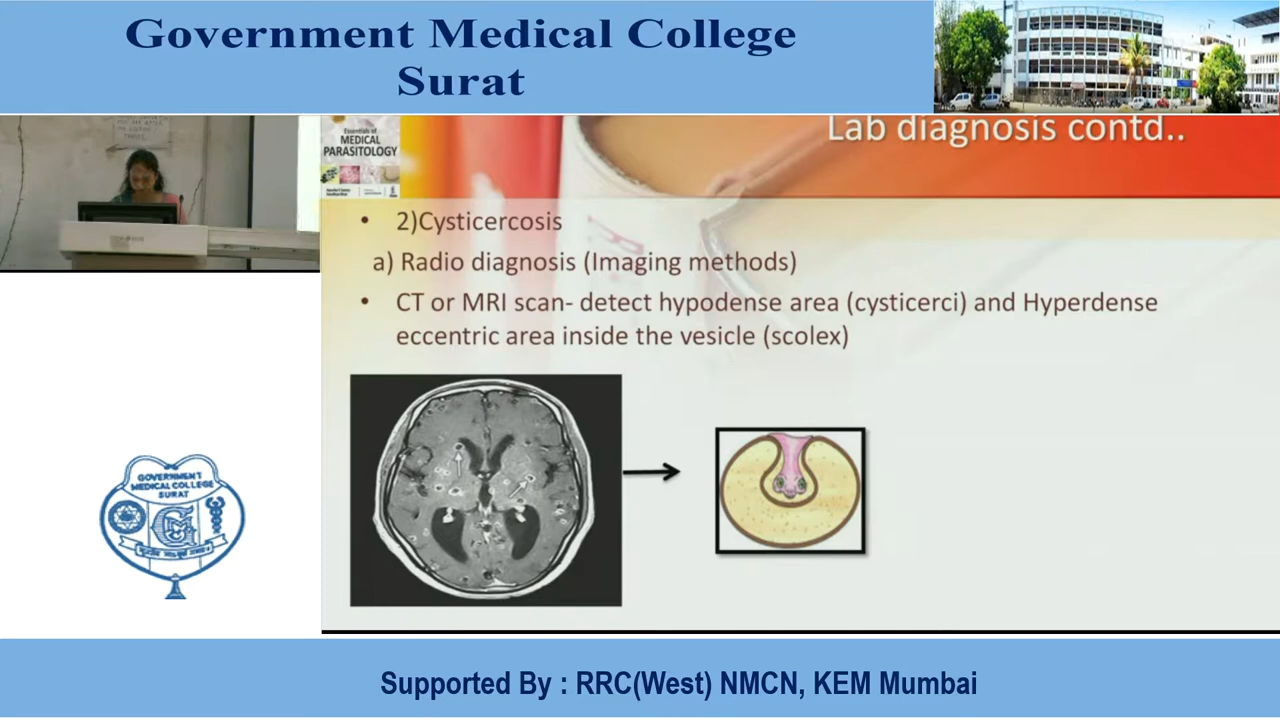 Government Medical College
Surat
Essentials of
MEDICAL
PARASITOLOGY
Lab diagnosis contd..
• 2)Cysticercosis
a) Radio diagnosis (Imaging methods)
• CT or MRI scan- detect hypodense area (cysticerci) and Hyperdense
eccentric area inside the vesicle (scolex)
GOVERNMENT
MEDICAL COLLEGE
SURAT
Supported By : RRC(West) NMCN, KEM Mumbai